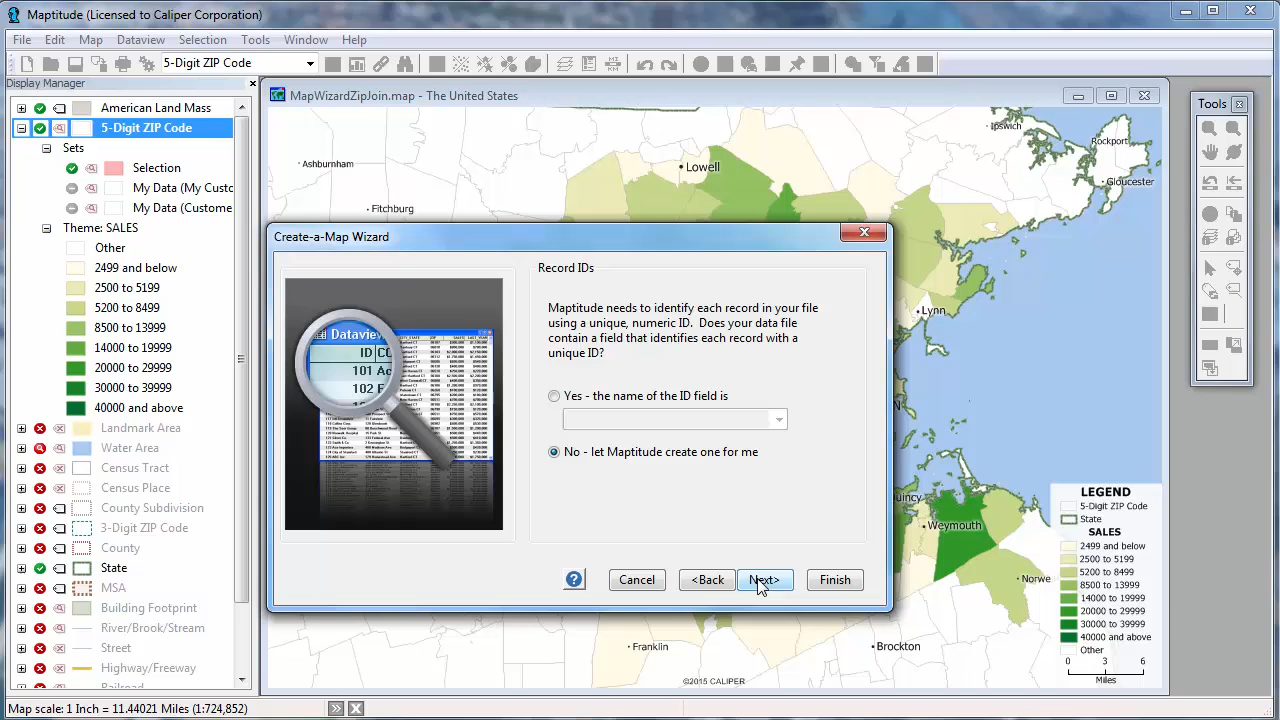 Maptitude (Licensed to Caliper Corporation)
File Edit Map Dataview Selection Tools Window Help
5-Digit ZIP Code
Display Manager
American Land Mass
5-Digit ZIP Code
Sets
Selection
My Data (My Custo
My Data (Custome
Theme: SALES
Other
2499 and below
2500 to 5199
5200 to 8499
8500 to 13999
14000 to 19999
20000 to 29999
30000 to 39999
40000 and above
Landmark Area
Water Area
Census Tract
Census Place
County Subdivision
3-Digit ZIP Code
County
State
MSA
Building Footprint
River/Brook/Stream
Street
Highway/Freeway
Railroad
MapWizardZipJoin.map - The United States
Ashburnham
Fitchburg
Lowell
Ipswich
Rockport
Gloucester
Lynn
uincy
Weymouth
Norwe
Franklin
Brockton
©2015 CALIPER
Create-a-Map Wizard
Dataview
ID CO
101 Ac
102 F
Record IDs
Maptitude needs to identify each record in your file
using a unique, numeric ID. Does your data file
contain a field that identifies each record with a
unique ID?
Yes - the name of the ID field is
No - let Maptitude create one for me
Cancel <Back Next> Finish
LEGEND
5-Digit ZIP Code
State
SALES
2499 and below
2500 to 5199
5200 to 8499
8500 to 13999
14000 to 19999
20000 to 29999
30000 to 39999
40000 and above
Other
0 3 6
Miles
Tools
Map scale: 1 Inch = 11.44021 Miles (1:724,852)